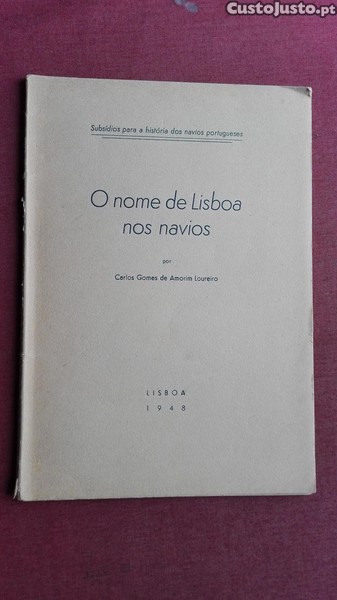 CustoJusto.pt
Subsídios para a história dos navios portugueses
O nome de Lisboa
nos navios
por
Carlos Gomes de Amorim Loureiro
LISBOA
1948